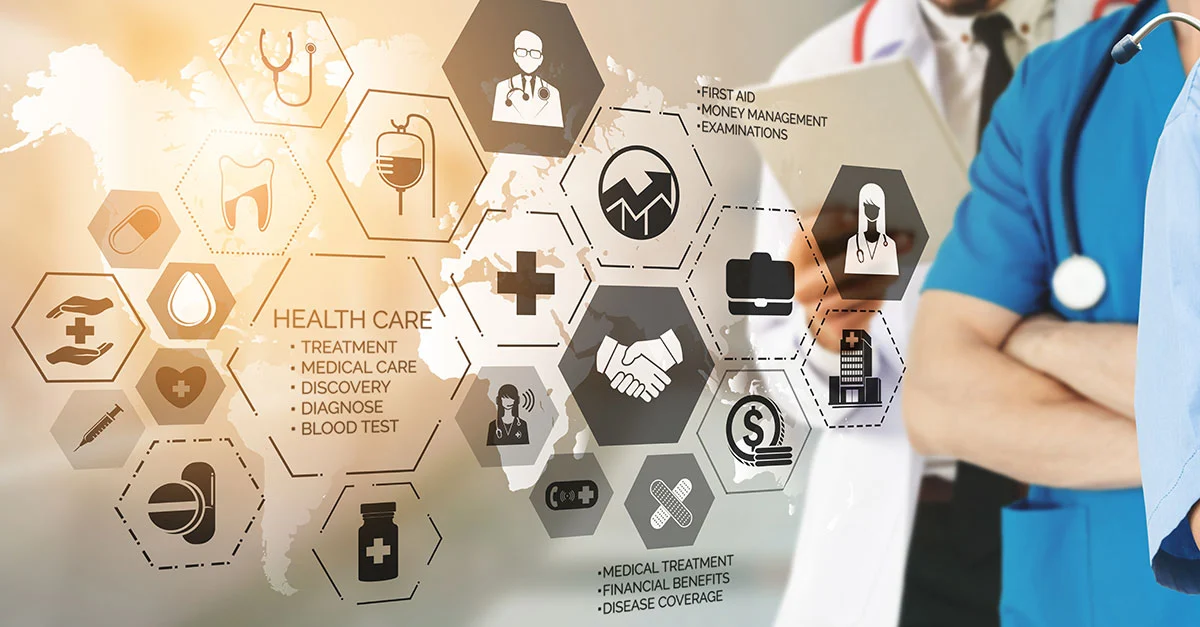 •FIRST AID
•MONEY MANAGEMENT
•EXAMINATIONS
HEALTH CARE
• TREATMENT
• MEDICAL CARE
• DISCOVERY
• DIAGNOSE
• BLOOD TEST
$
•MEDICAL TREATMENT
•FINANCIAL BENEFITS
•DISEASE COVERAGE